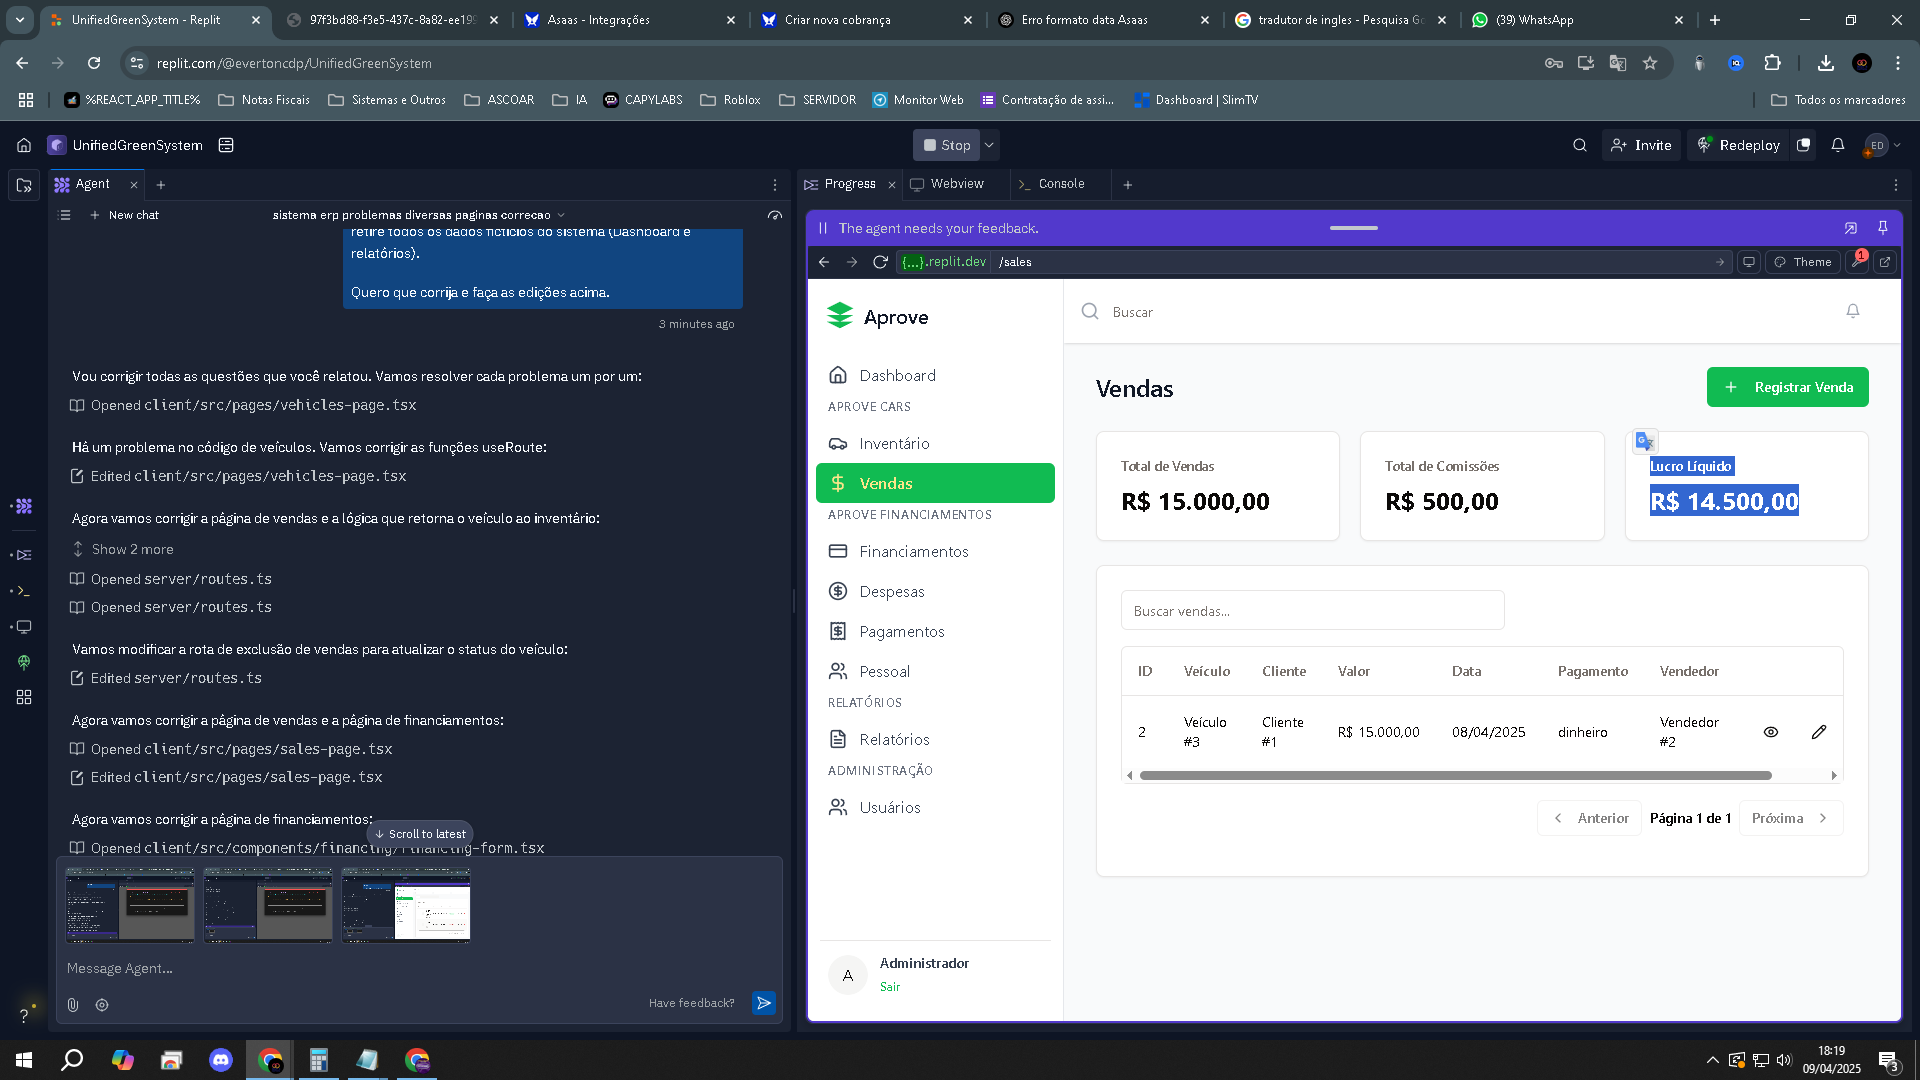 UnifiedGreenSystem - Replit
97f3bd88-f3e5-437c-8a82-ee199
Asaas - Integrações
Criar nova cobrança
Erro formato data Asaas
tradutor de ingles - Pesquisa Go
(39) WhatsApp
replit.com/@evertoncdp/UnifiedGreenSystem
%REACT_APP_TITLE%
Notas Fiscais
Sistemas e Outros
ASCOAR
IA
CAPYLABS
Roblox
SERVIDOR
Monitor Web
Contratação de assi...
Dashboard | SlimTV
Todos os marcadores
UnifiedGreenSystem
Stop
Invite
Redeploy
ED
Agent
Progress
Webview
Console
New chat
sistema erp problemas diversas paginas correcao
retire todos os dados fictícios do sistema (Dashboard e
relatórios).
Quero que corrija e faça as edições acima.
3 minutes ago
Vou corrigir todas as questões que você relatou. Vamos resolver cada problema um por um:
Opened client/src/pages/vehicles-page.tsx
Há um problema no código de veículos. Vamos corrigir as funções useRoute:
Edited client/src/pages/vehicles-page.tsx
Agora vamos corrigir a página de vendas e a lógica que retorna o veículo ao inventário:
Show 2 more
Opened server/routes.ts
Opened server/routes.ts
Vamos modificar a rota de exclusão de vendas para atualizar o status do veículo:
Edited server/routes.ts
Agora vamos corrigir a página de vendas e a página de financiamentos:
Opened client/src/pages/sales-page.tsx
Edited client/src/pages/sales-page.tsx
Agora vamos corrigir a página de financiamentos:
Scroll to latest
Opened client/src/components/financing/financing-form.tsx
Message Agent...
Have feedback?
The agent needs your feedback.
{...}.replit.dev /sales
Theme
1
Aprove
Buscar
Dashboard
APROVE CARS
Inventário
Vendas
APROVE FINANCIAMENTOS
Financiamentos
Despesas
Pagamentos
Pessoal
RELATÓRIOS
Relatórios
ADMINISTRAÇÃO
Usuários
A
Administrador
Sair
Vendas
Registrar Venda
Total de Vendas
R$ 15.000,00
Total de Comissões
R$ 500,00
Lucro Líquido
R$ 14.500,00
Buscar vendas...
ID Veículo Cliente Valor Data Pagamento Vendedor
2 Veículo #3 Cliente #1 R$ 15.000,00 08/04/2025 dinheiro Vendedor #2
Anterior
Página 1 de 1
Próxima
18:19
09/04/2025
3